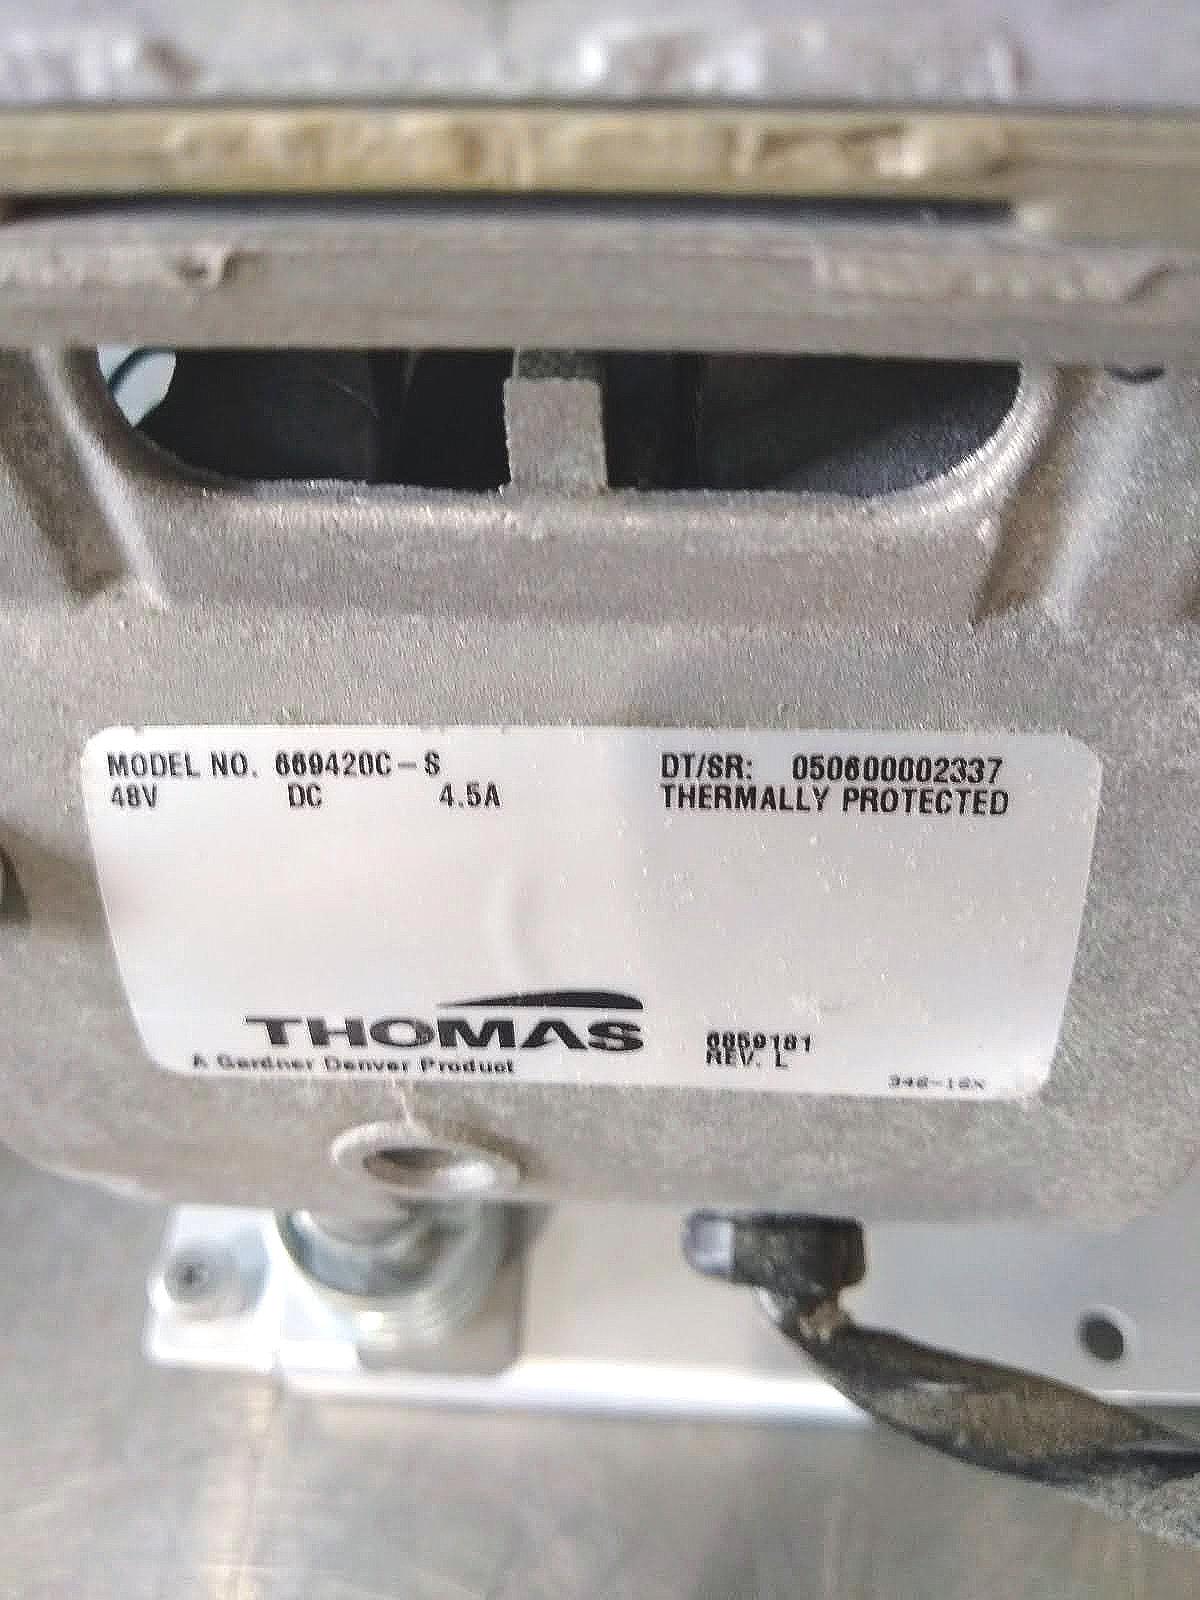 MODEL NO. 669420C-S
48V DC 4.5A
DT/SR: 050600002337
THERMALLY PROTECTED
THOMAS
A Gardner Denver Product
REV. L